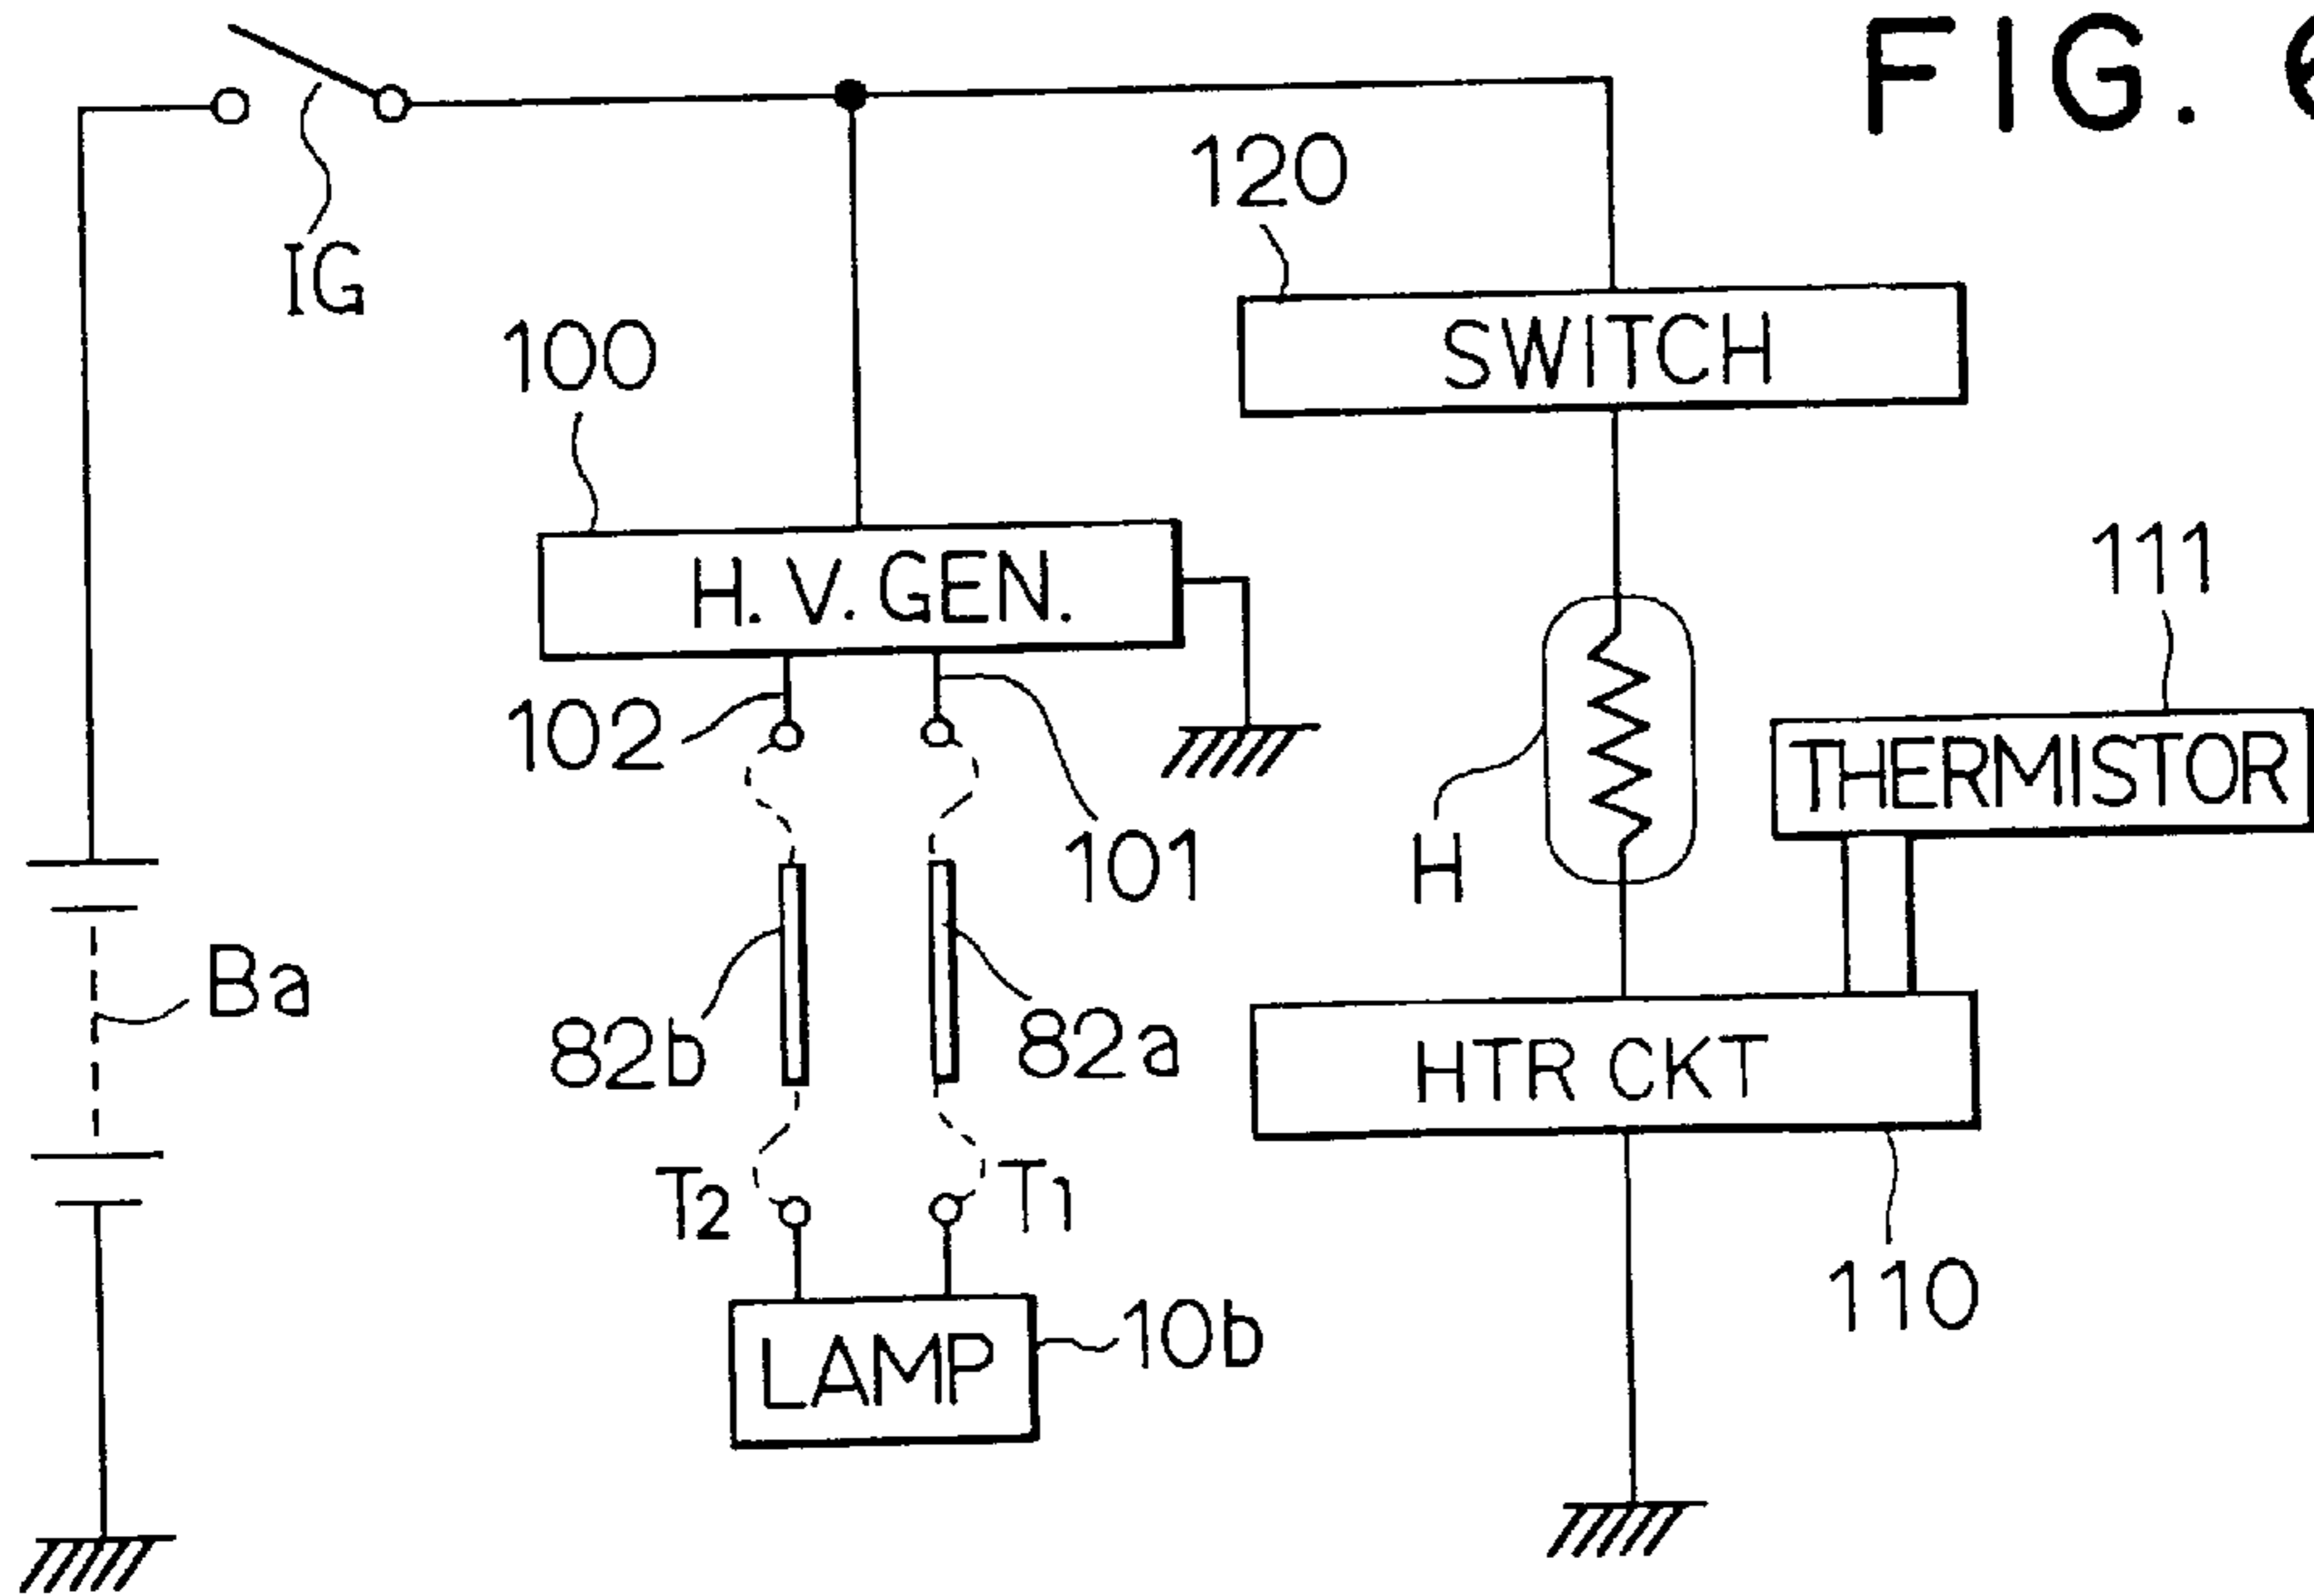 FIG. 6
120
IG
SWITCH
100
H. V. GEN.
111
102
THERMISTOR
101
H
Ba
82b
82a
HTR CKT
T2
T1
110
10b
LAMP